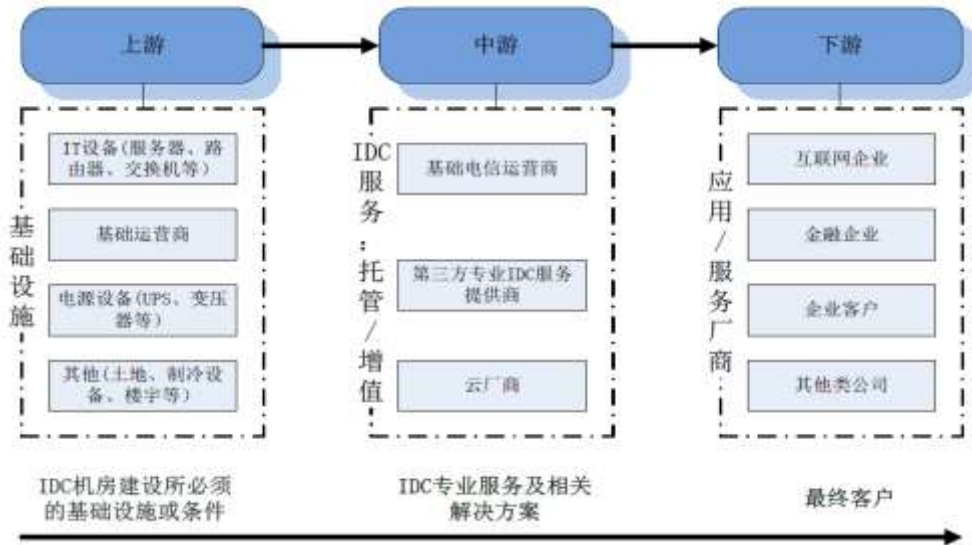 上游
中游
下游
基础设施
IT设备(服务器、路
由器、交换机等)
基础运营商
电源设备(UPS、变压
器等)
其他(土地、制冷设
备、楼宇等)
IDC服务：托管/增值
基础电信运营商
第三方专业IDC服务
提供商
云厂商
应用/服务厂商
互联网企业
金融企业
企业客户
其他类公司
IDC机房建设所必须
的基础设施或条件
IDC专业服务及相关
解决方案
最终客户